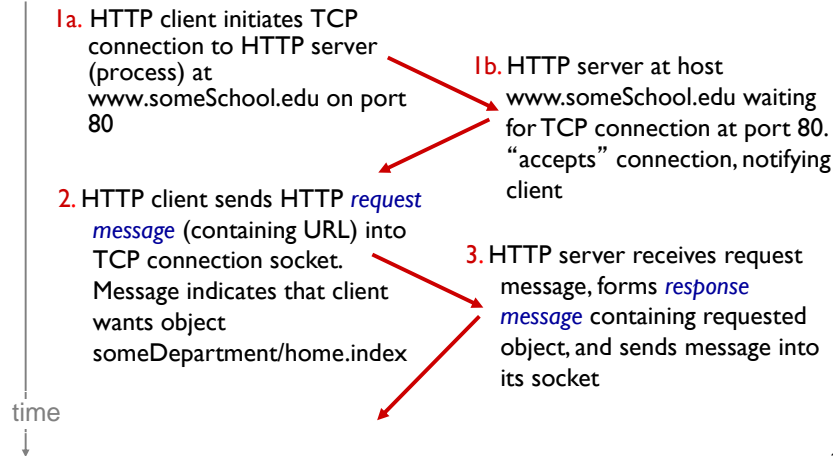 1a. HTTP client initiates TCP
connection to HTTP server
(process) at
www.someSchool.edu on port
80
1b. HTTP server at host
www.someSchool.edu waiting
for TCP connection at port 80.
“accepts” connection, notifying
client
2. HTTP client sends HTTP request
message (containing URL) into
TCP connection socket.
Message indicates that client
wants object
someDepartment/home.index
3. HTTP server receives request
message, forms response
message containing requested
object, and sends message into
its socket
time